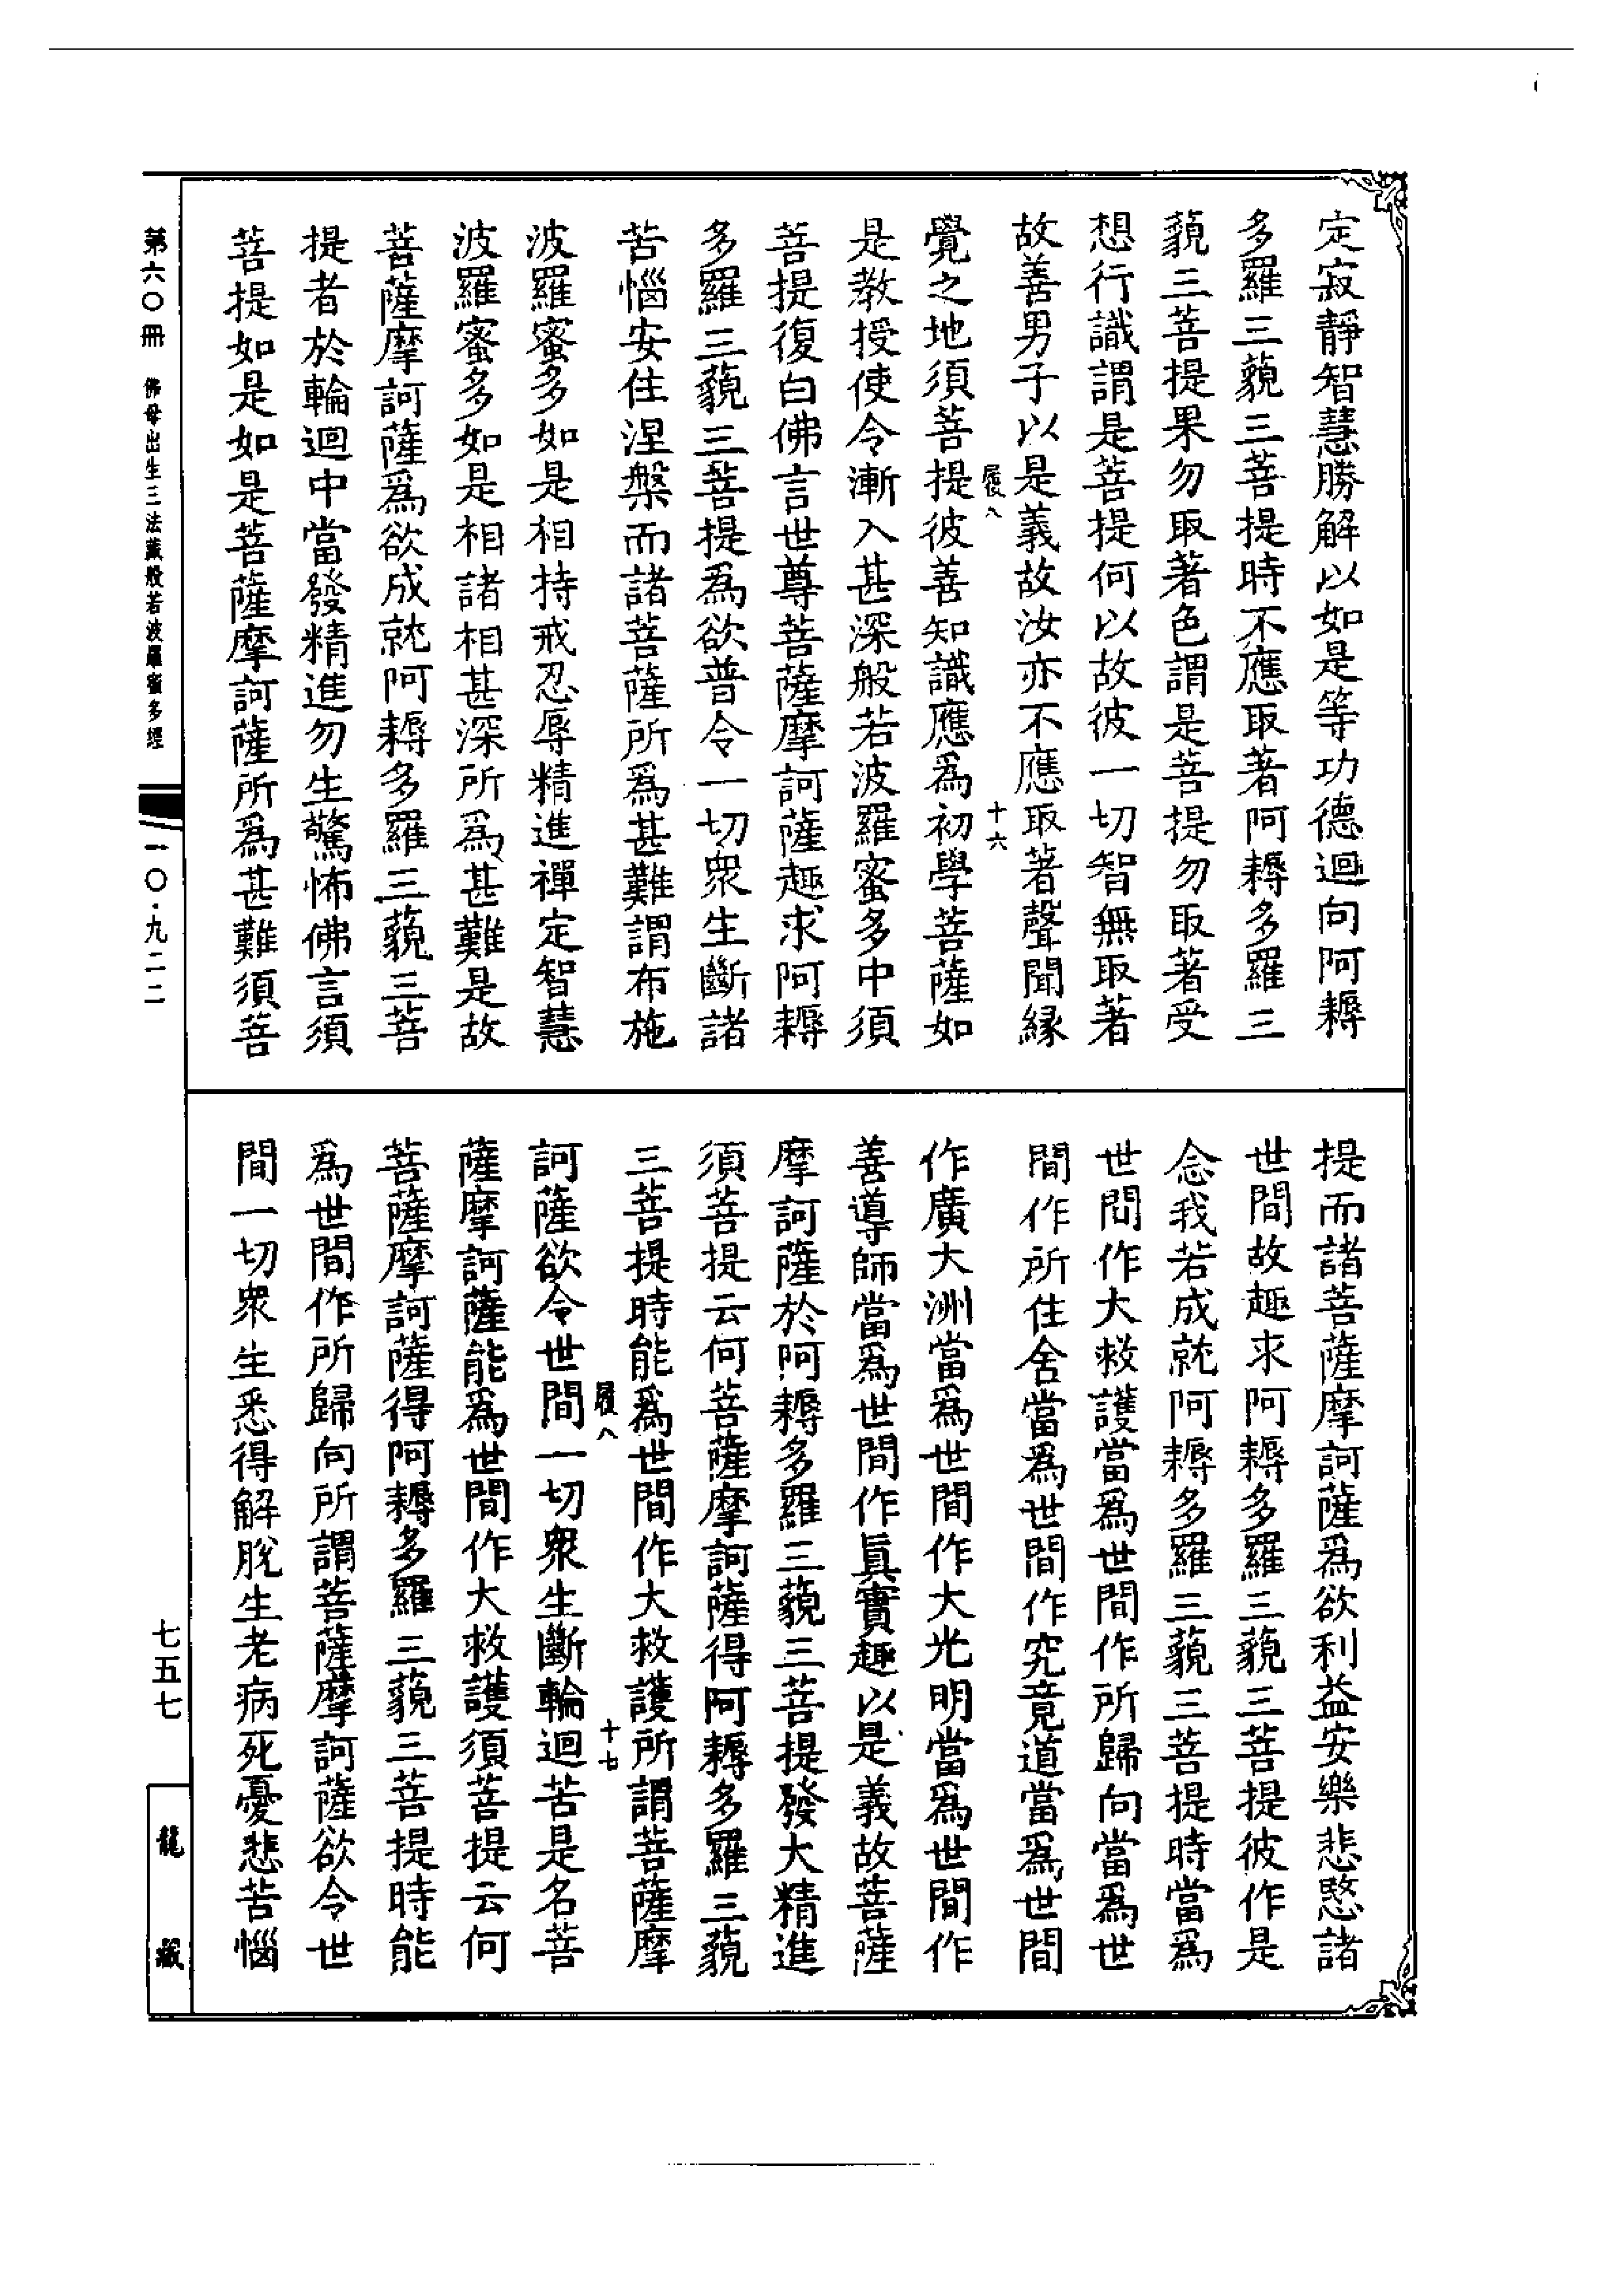 定寂靜智慧勝解以如是等功德迴向阿耨
多羅三藐三菩提時不應取著阿耨多羅三
藐三菩提果勿取著色謂是菩提勿取著受
想行識謂是菩提何以故彼一切智無取著
故善男子以是義故汝亦不應取著聲聞緣
履八
十六
覺之地須菩提彼善知識應爲初學菩薩如
是教授使令漸入甚深般若波羅蜜多中須
菩提復白佛言世尊菩薩摩訶薩趣求阿耨
多羅三藐三菩提爲欲普令一切衆生斷諸
苦惱安住涅槃而諸菩薩所爲甚難謂布施
波羅蜜多如是相持戒忍辱精進禪定智慧
波羅蜜多如是相諸相甚深所爲甚難是故
菩薩摩訶薩爲欲成就阿耨多羅三藐三菩
提者於輪迴中當發精進勿生驚怖佛言須
菩提如是如是菩薩摩訶薩所爲甚難須菩
提而諸菩薩摩訶薩爲欲利益安樂悲愍諸
世間故趣求阿耨多羅三藐三菩提彼作是
念我若成就阿耨多羅三藐三菩提時當爲
世間作大救護當爲世間作所歸向當爲世
間作所住舍當爲世間作究竟道當爲世間
作廣大洲當爲世間作大光明當爲世間作
善導師當爲世間作眞實趣以是義故菩薩
摩訶薩於阿耨多羅三藐三菩提發大精進
須菩提云何菩薩摩訶薩得阿耨多羅三藐
三菩提時能爲世間作大救護所謂菩薩摩
履八
十七
訶薩欲令世間一切衆生斷輪迴苦是名菩
薩摩訶薩能爲世間作大救護須菩提云何
菩薩摩訶薩得阿耨多羅三藐三菩提時能
爲世間作所歸向所謂菩薩摩訶薩欲令世
間一切衆生悉得解脫生老病死憂悲苦惱
第六〇冊 佛母出生三法藏般若波羅蜜多經
一〇·九二二
七五七
龍藏